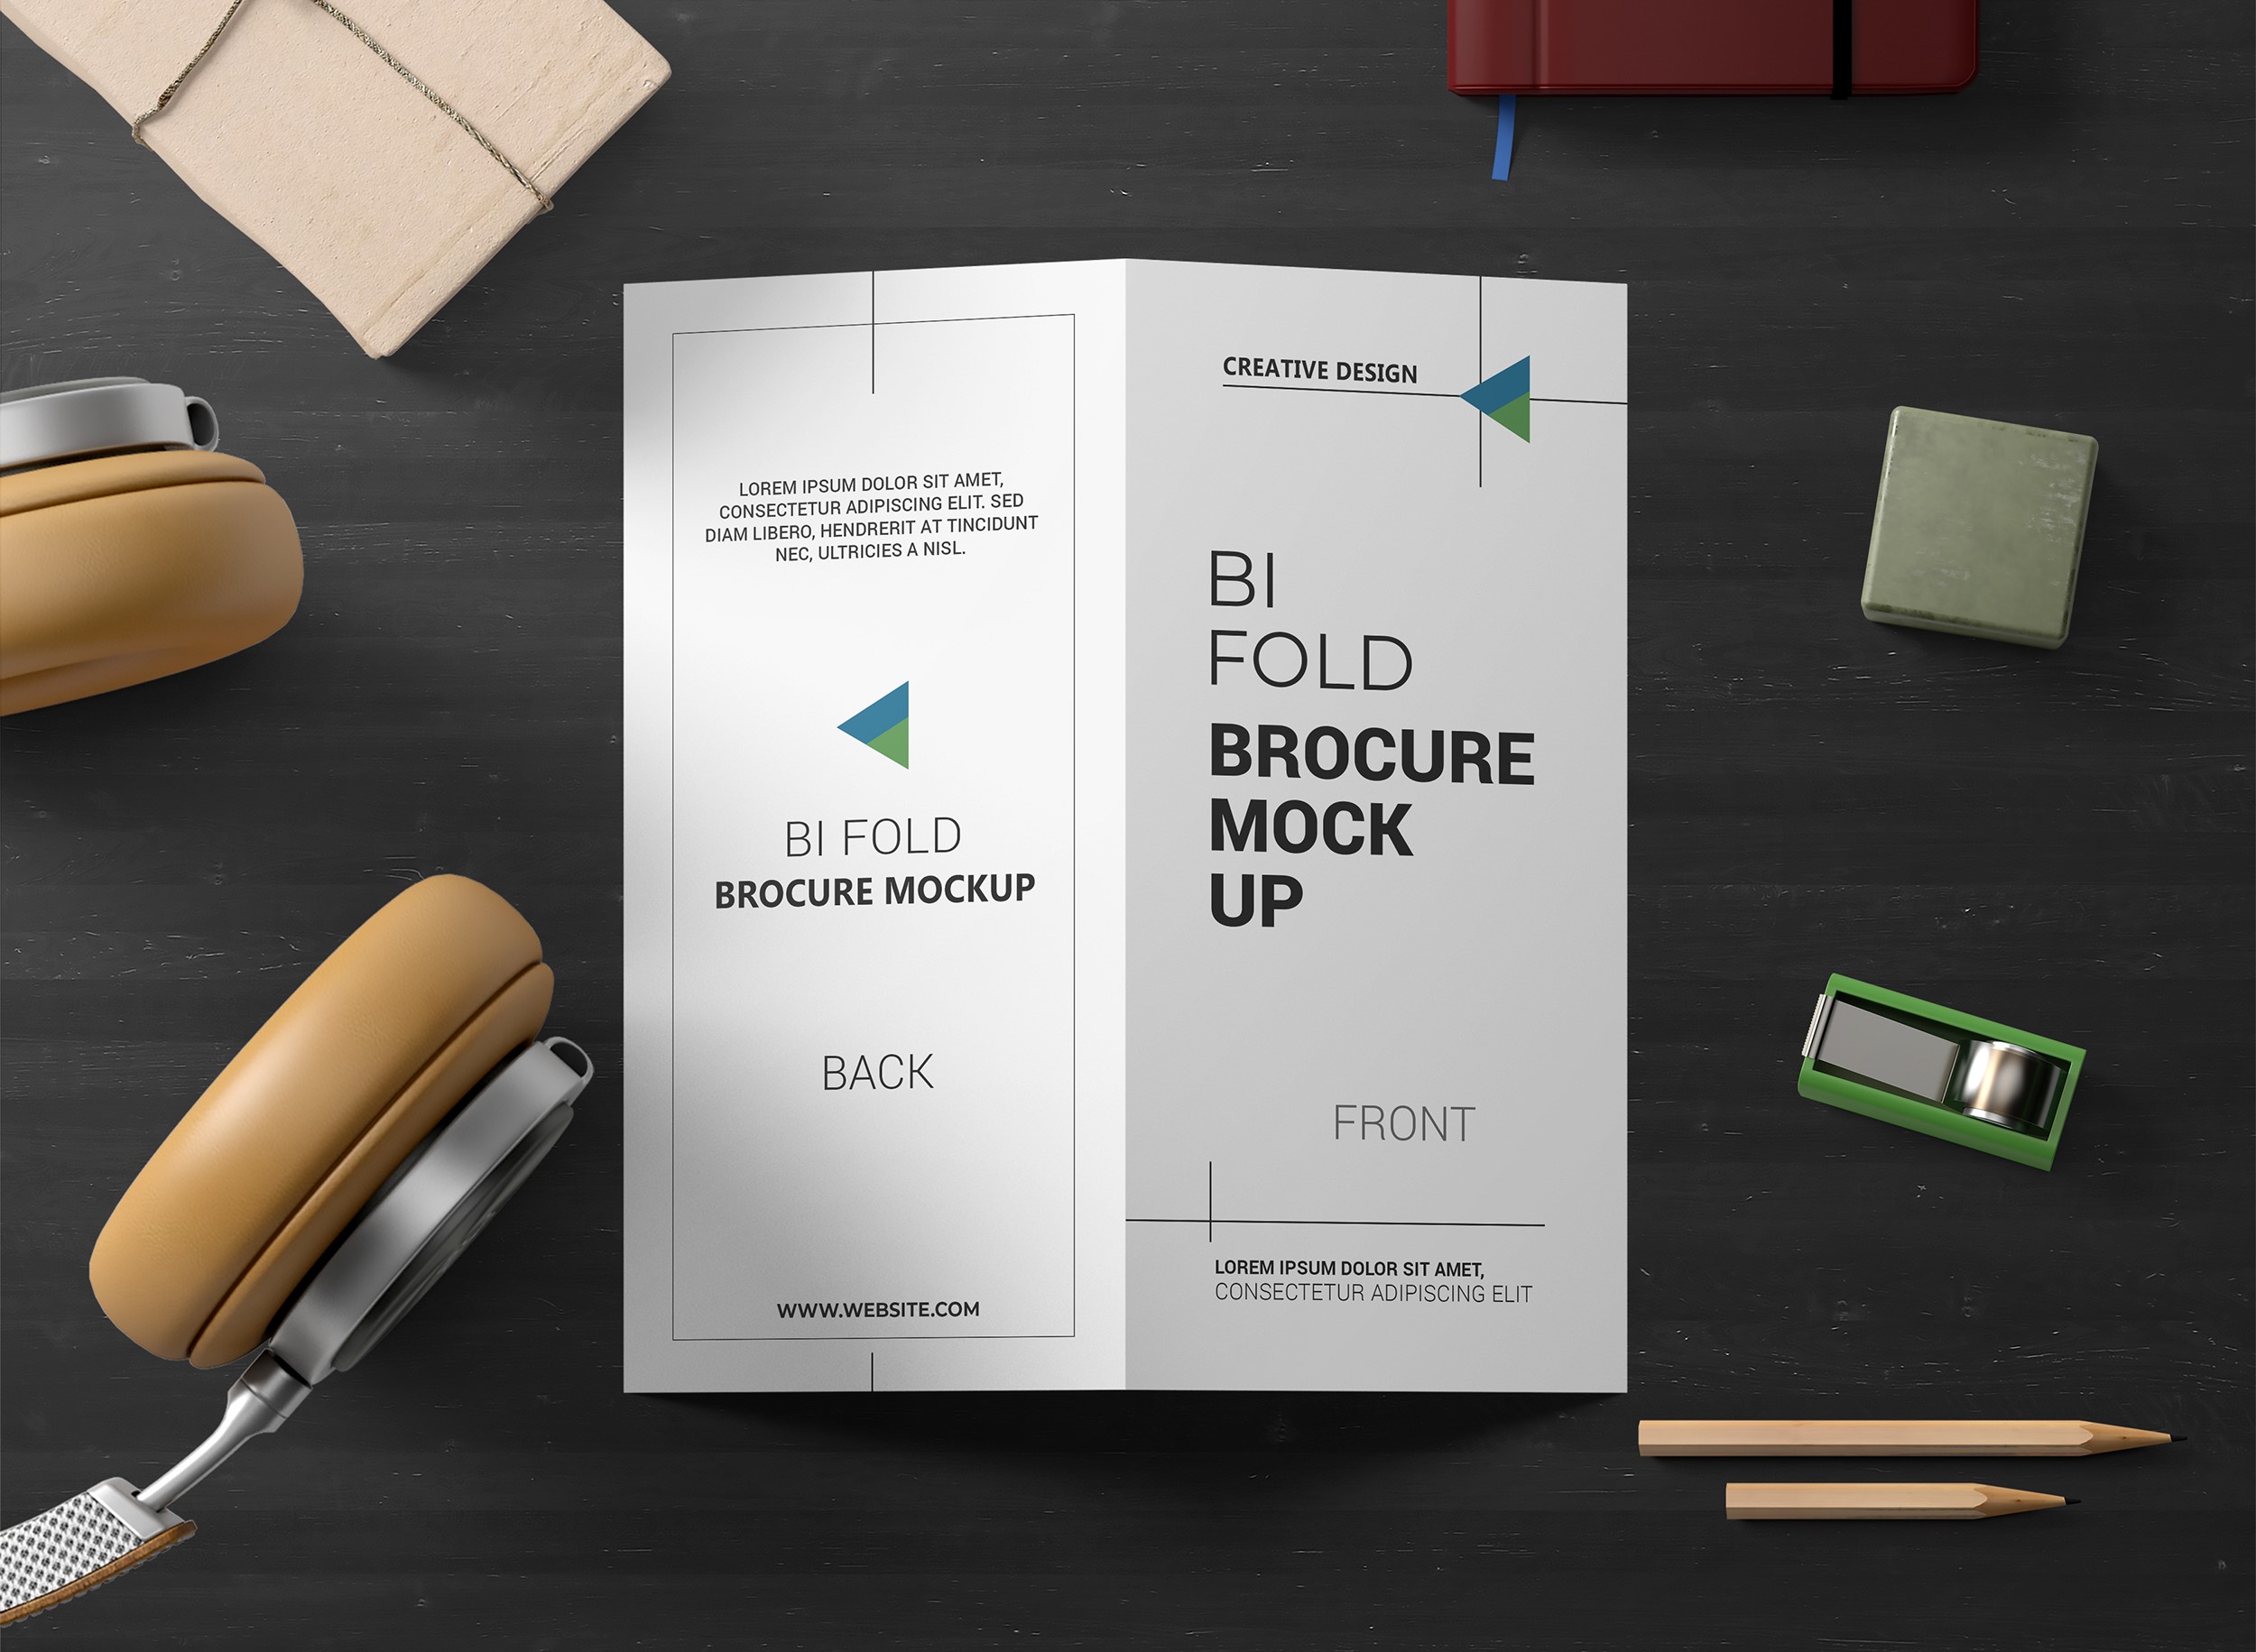 LOREM IPSUM DOLOR SIT AMET,
CONSECTETUR ADIPISCING ELIT. SED
DIAM LIBERO, HENDRERIT AT TINCIDUNT
NEC, ULTRICIES A NISL.
BI FOLD
BROCURE MOCKUP
BACK
WWW.WEBSITE.COM
CREATIVE DESIGN
BI
FOLD
BROCURE
MOCK
UP
FRONT
LOREM IPSUM DOLOR SIT AMET,
CONSECTETUR ADIPISCING ELIT